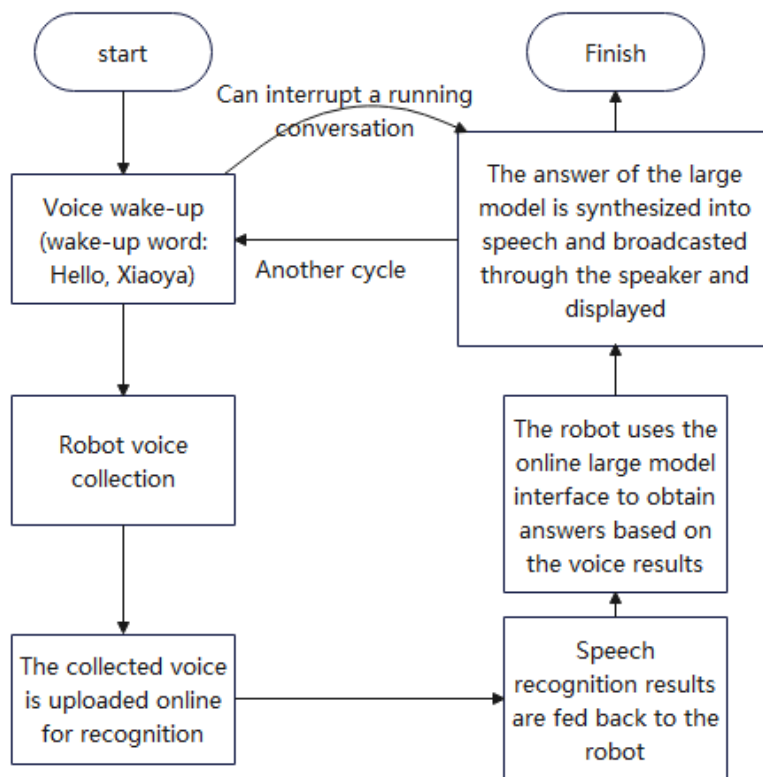 start
Finish
Can interrupt a running
conversation
Voice wake-up
(wake-up word:
Hello, Xiaoya)
The answer of the large
model is synthesized into
speech and broadcasted
through the speaker and
displayed
Another cycle
Robot voice
collection
The robot uses the
online large model
interface to obtain
answers based on
the voice results
The collected voice
is uploaded online
for recognition
Speech
recognition results
are fed back to the
robot